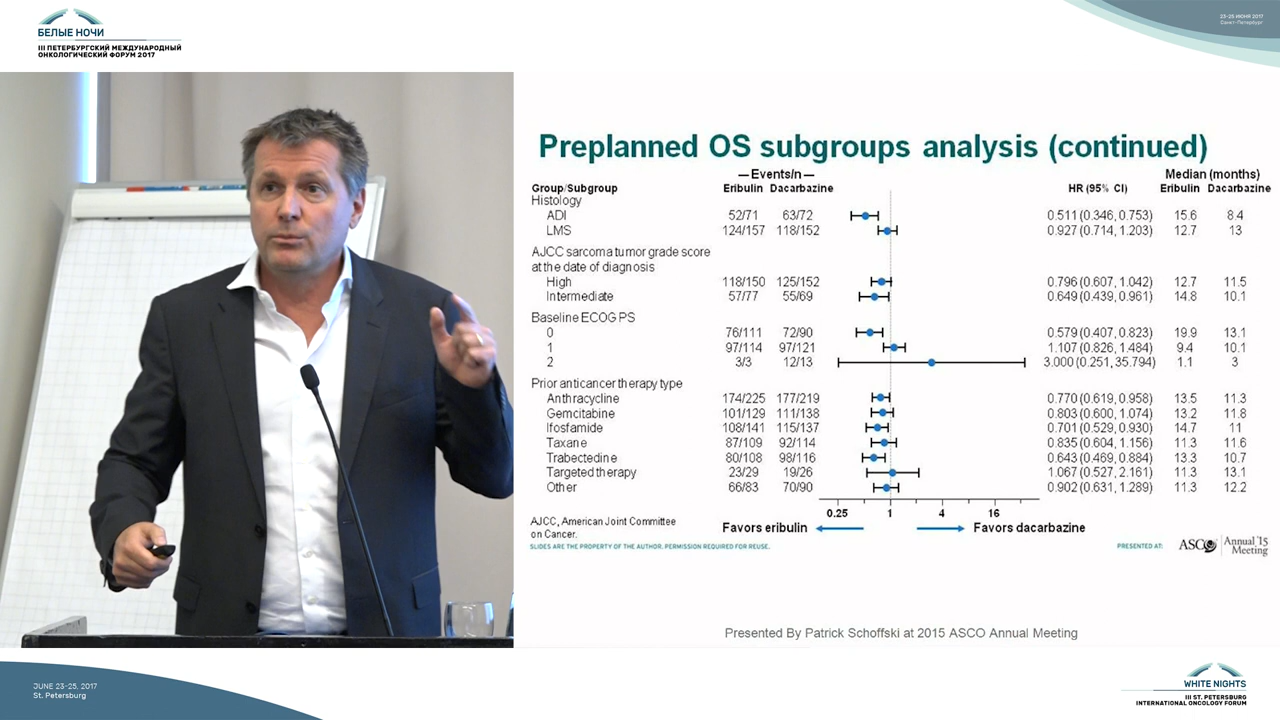 БЕЛЫЕ НОЧИ
III ПЕТЕРБУРГСКИЙ МЕЖДУНАРОДНЫЙ
ОНКОЛОГИЧЕСКИЙ ФОРУМ 2017
23-25 ИЮНЯ 2017
Санкт-Петербург
Preplanned OS subgroups analysis (continued)
Events/n Median (months)
Group/Subgroup Eribulin Dacarbazine HR (95% CI) Eribulin Dacarbazine
Histology
ADI 52/71 63/72 0.511 (0.346, 0.753) 15.6 8.4
LMS 124/157 118/152 0.927 (0.714, 1.203) 12.7 13
AJCC sarcoma tumor grade score
at the date of diagnosis
High 118/150 125/152 0.796 (0.607, 1.042) 12.7 11.5
Intermediate 57/77 55/69 0.649 (0.439, 0.961) 14.8 10.1
Baseline ECOG PS
0 76/111 72/90 0.579 (0.407, 0.823) 19.9 13.1
1 97/114 97/121 1.107 (0.826, 1.484) 9.4 10.1
2 3/3 12/13 3.000 (0.251, 35.794) 1.1 3
Prior anticancer therapy type
Anthracycline 174/225 177/219 0.770 (0.619, 0.958) 13.5 11.3
Gemcitabine 101/129 111/138 0.803 (0.600, 1.074) 13.2 11.8
Ifosfamide 108/141 115/137 0.701 (0.529, 0.930) 14.7 11
Taxane 87/109 92/114 0.835 (0.604, 1.156) 11.3 11.6
Trabectedine 80/108 98/116 0.643 (0.469, 0.884) 13.3 10.7
Targeted therapy 23/29 19/26 1.067 (0.527, 2.161) 11.3 13.1
Other 66/83 70/90 0.902 (0.631, 1.289) 11.3 12.2
0.25 1 4 16
Favors eribulin Favors dacarbazine
AJCC, American Joint Committee
on Cancer.
SLIDES ARE THE PROPERTY OF THE AUTHOR. PERMISSION REQUIRED FOR REUSE.
PRESENTED AT: ASCO Annual '15
Meeting
Presented By Patrick Schoffski at 2015 ASCO Annual Meeting
JUNE 23-25, 2017
St. Petersburg
WHITE NIGHTS
III ST. PETERSBURG
INTERNATIONAL ONCOLOGY FORUM